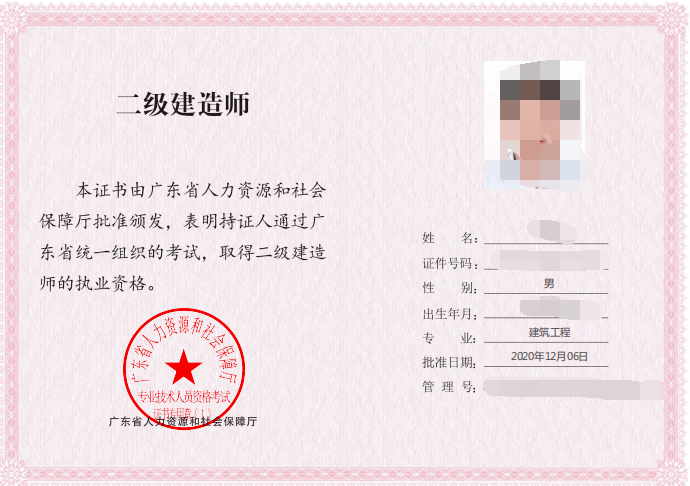 二级建造师
本证书由广东省人力资源和社会
保障厅批准颁发，表明持证人通过广
东省统一组织的考试，取得二级建造
师的执业资格。
广东省人力资源和社会保障厅
专业技术人员资格考试
证书专用章（1）
广东省人力资源和社会保障厅
姓 名：
证件号码：
性 别： 男
出生年月：
专 业： 建筑工程
批准日期： 2020年12月06日
管 理 号：